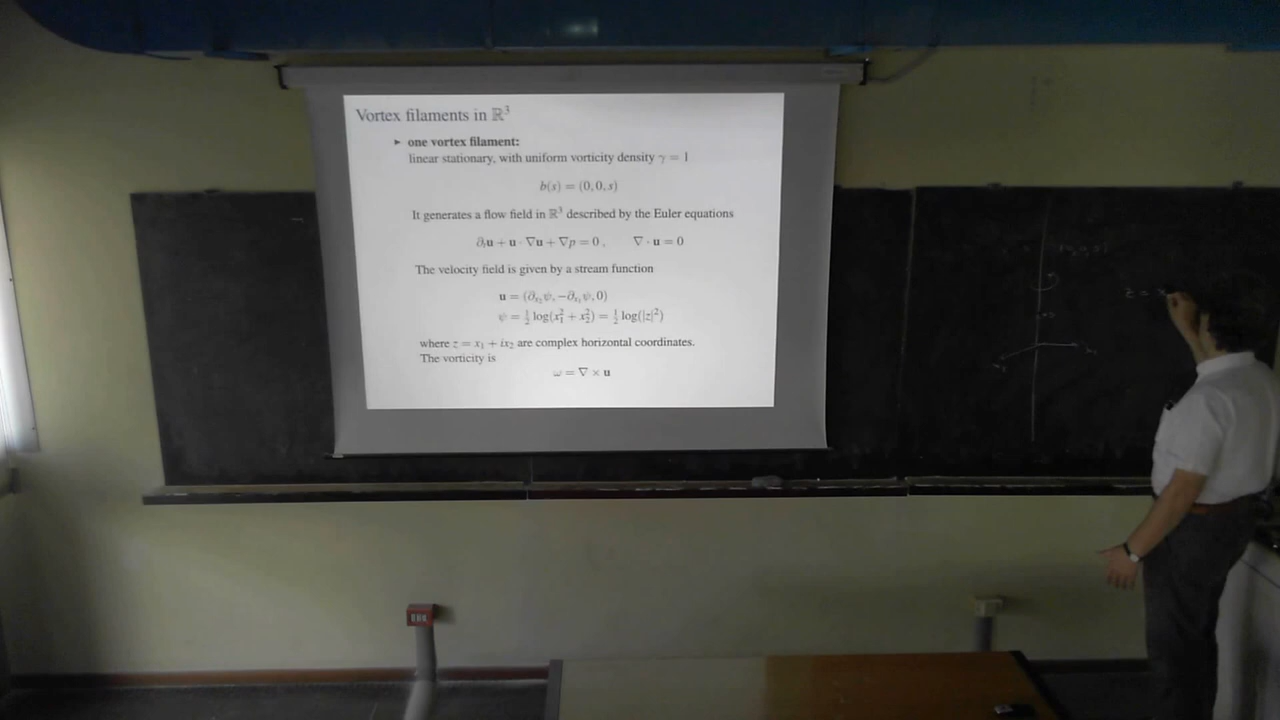 Vortex filaments in ℝ³
▸ one vortex filament:
linear stationary, with uniform vorticity density γ = 1
b(s) = (0,0,s)
It generates a flow field in ℝ³ described by the Euler equations
∂ₜu + u · ∇u + ∇p = 0 , ∇ · u = 0
The velocity field is given by a stream function
u = (∂ₓ₂ψ, −∂ₓ₁ψ, 0)
ψ = ½ log(x₁² + x₂²) = ½ log(|z|²)
where z = x₁ + ix₂ are complex horizontal coordinates.
The vorticity is
ω = ∇ × u
z =